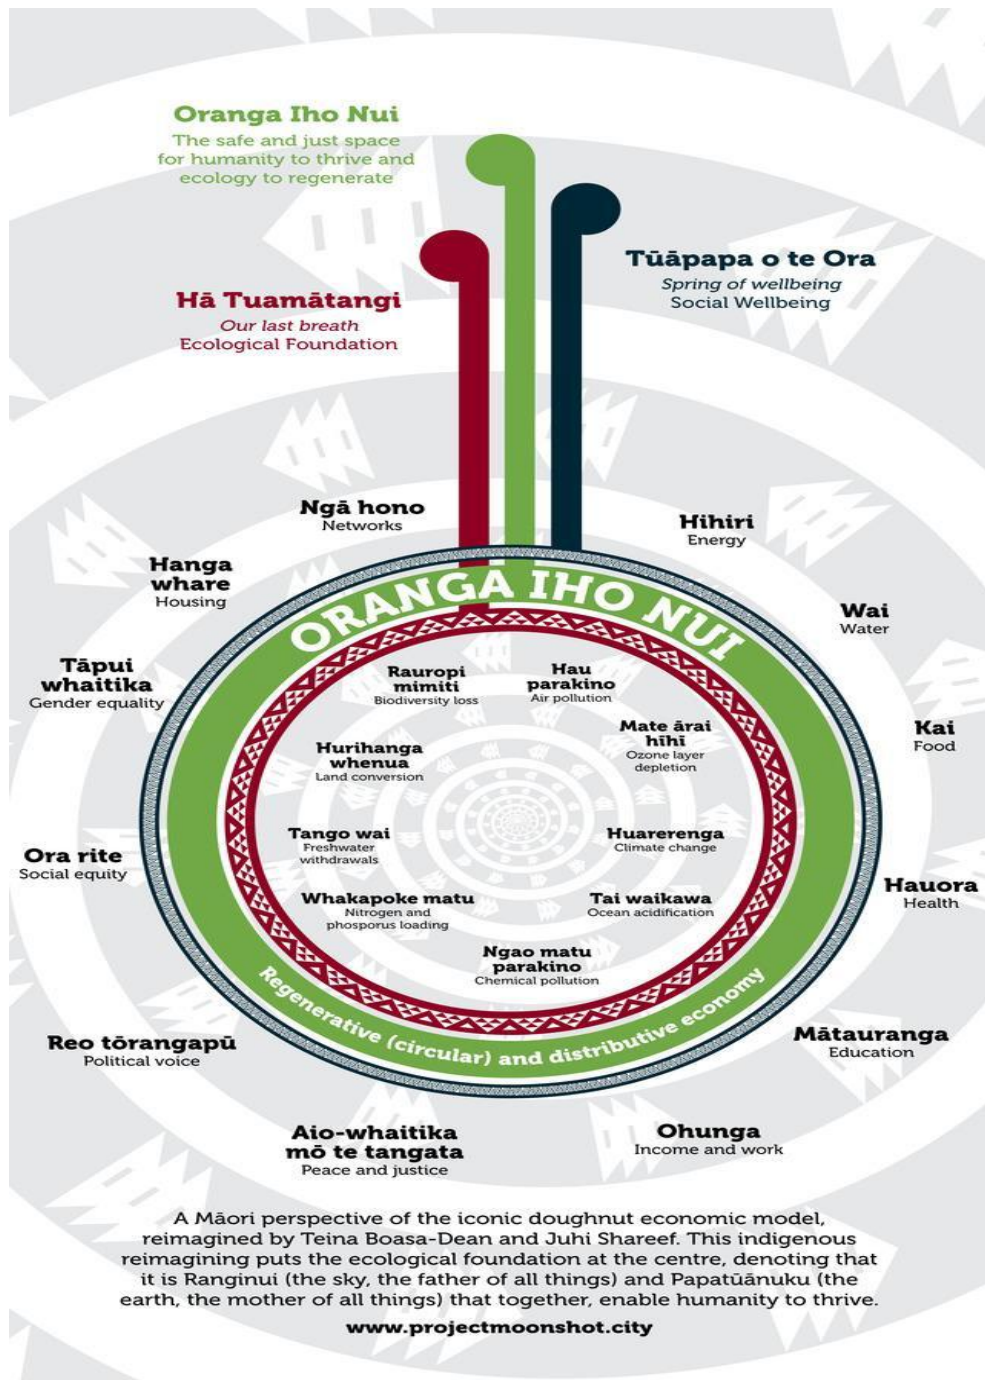 Oranga Iho Nui
The safe and just space
for humanity to thrive and
ecology to regenerate
Tūāpapa o te Ora
Spring of wellbeing
Social Wellbeing
Hā Tuamātangi
Our last breath
Ecological Foundation
Ngā hono
Networks
Hihiri
Energy
Hanga
whare
Housing
Wai
Water
Tāpui
whaitika
Gender equality
Kai
Food
ORANGA IHO NUI
Rauropi
mimiti
Biodiversity loss
Hau
parakino
Air pollution
Mate ārai
hīhī
Ozone layer
depletion
Hurihanga
whenua
Land conversion
Tango wai
Freshwater
withdrawals
Huarerenga
Climate change
Ora rite
Social equity
Hauora
Health
Whakapoke matu
Nitrogen and
phosporus loading
Tai waikawa
Ocean acidification
Ngao matu
parakino
Chemical pollution
Regenerative (circular) and distributive economy
Reo tōrangapū
Political voice
Mātauranga
Education
Aio-whaitika
mō te tangata
Peace and justice
Ohunga
Income and work
A Māori perspective of the iconic doughnut economic model,
reimagined by Teina Boasa-Dean and Juhi Shareef. This indigenous
reimagining puts the ecological foundation at the centre, denoting that
it is Ranginui (the sky, the father of all things) and Papatūānuku (the
earth, the mother of all things) that together, enable humanity to thrive.
www.projectmoonshot.city